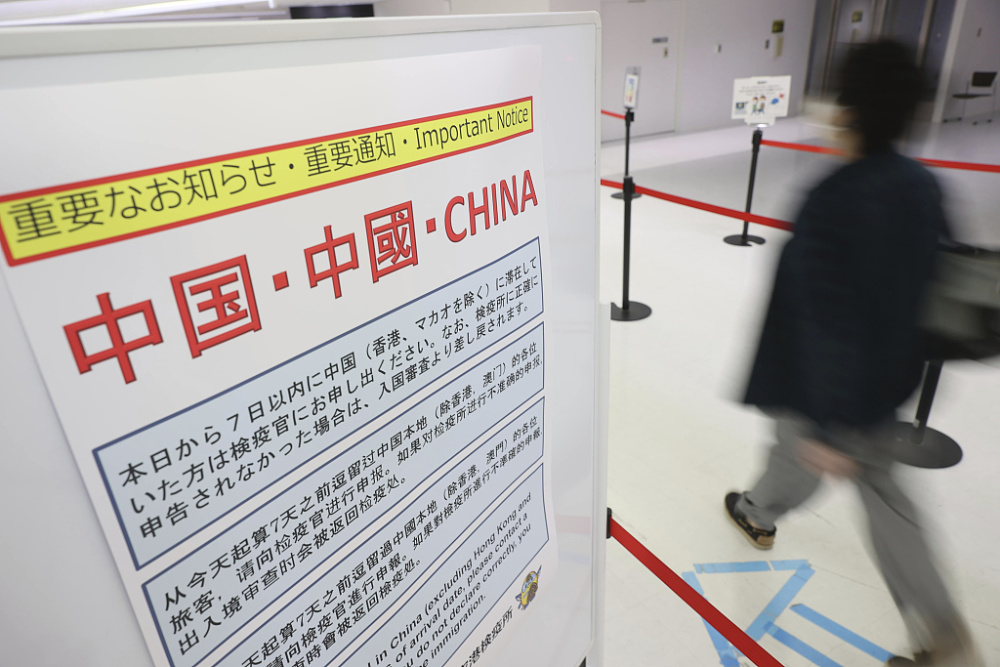 重要なお知らせ・重要通知・Important Notice
中国・中國・CHINA
本日から7日以内に中国（香港、マカオを除く）に滞在して
いた方は検疫官にお申し出ください。なお、検疫所に正確に
申告されなかった場合は、入国審査より差し戻されます。
从今天起算7天之前逗留过中国本地（除香港、澳门）的各位
旅客，请向检疫官进行申报。如果对检疫所进行不准确的申报
出入境审查时会被返回检疫处。
今天起算7天之前逗留過中國本地（除香港、澳門）的各位
請向檢疫官進行申報。如果對檢疫所進行不準確的申報
查時會被返回檢疫處。
in China (excluding Hong Kong and
of arrival date, please contact a
do not declare correctly, you
immigration.
港検疫所